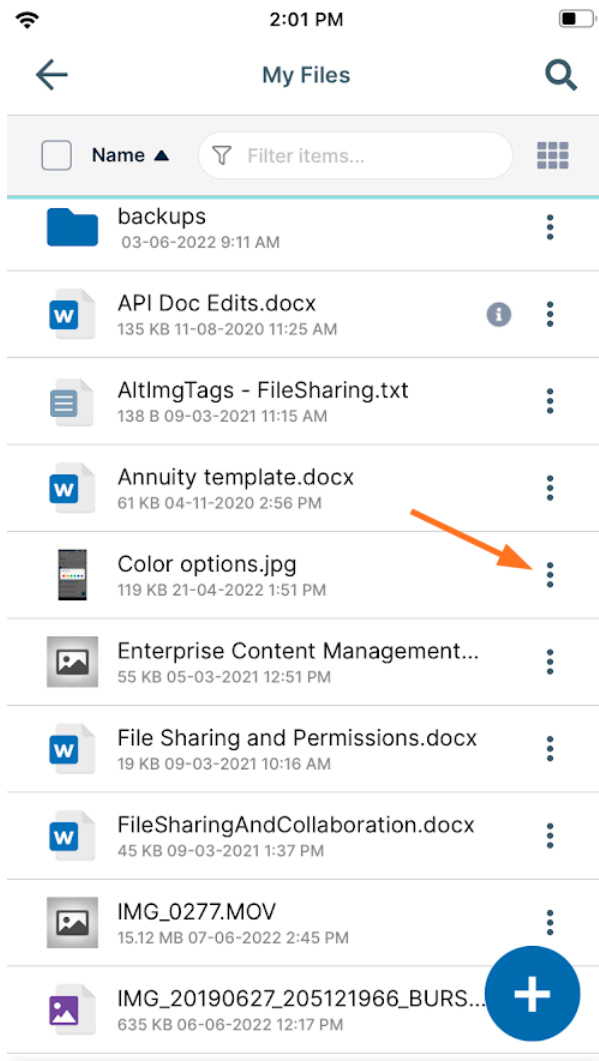 2:01 PM
My Files
Name ▲ Filter items...
backups
03-06-2022 9:11 AM
W API Doc Edits.docx i
135 KB 11-08-2020 11:25 AM
AltImgTags - FileSharing.txt
138 B 09-03-2021 11:15 AM
W Annuity template.docx
61 KB 04-11-2020 2:56 PM
Color options.jpg
119 KB 21-04-2022 1:51 PM
Enterprise Content Management...
55 KB 05-03-2021 12:51 PM
W File Sharing and Permissions.docx
19 KB 09-03-2021 10:16 AM
W FileSharingAndCollaboration.docx
45 KB 09-03-2021 1:37 PM
IMG_0277.MOV
15.12 MB 07-06-2022 2:45 PM
IMG_20190627_205121966_BURS...
635 KB 06-06-2022 12:17 PM